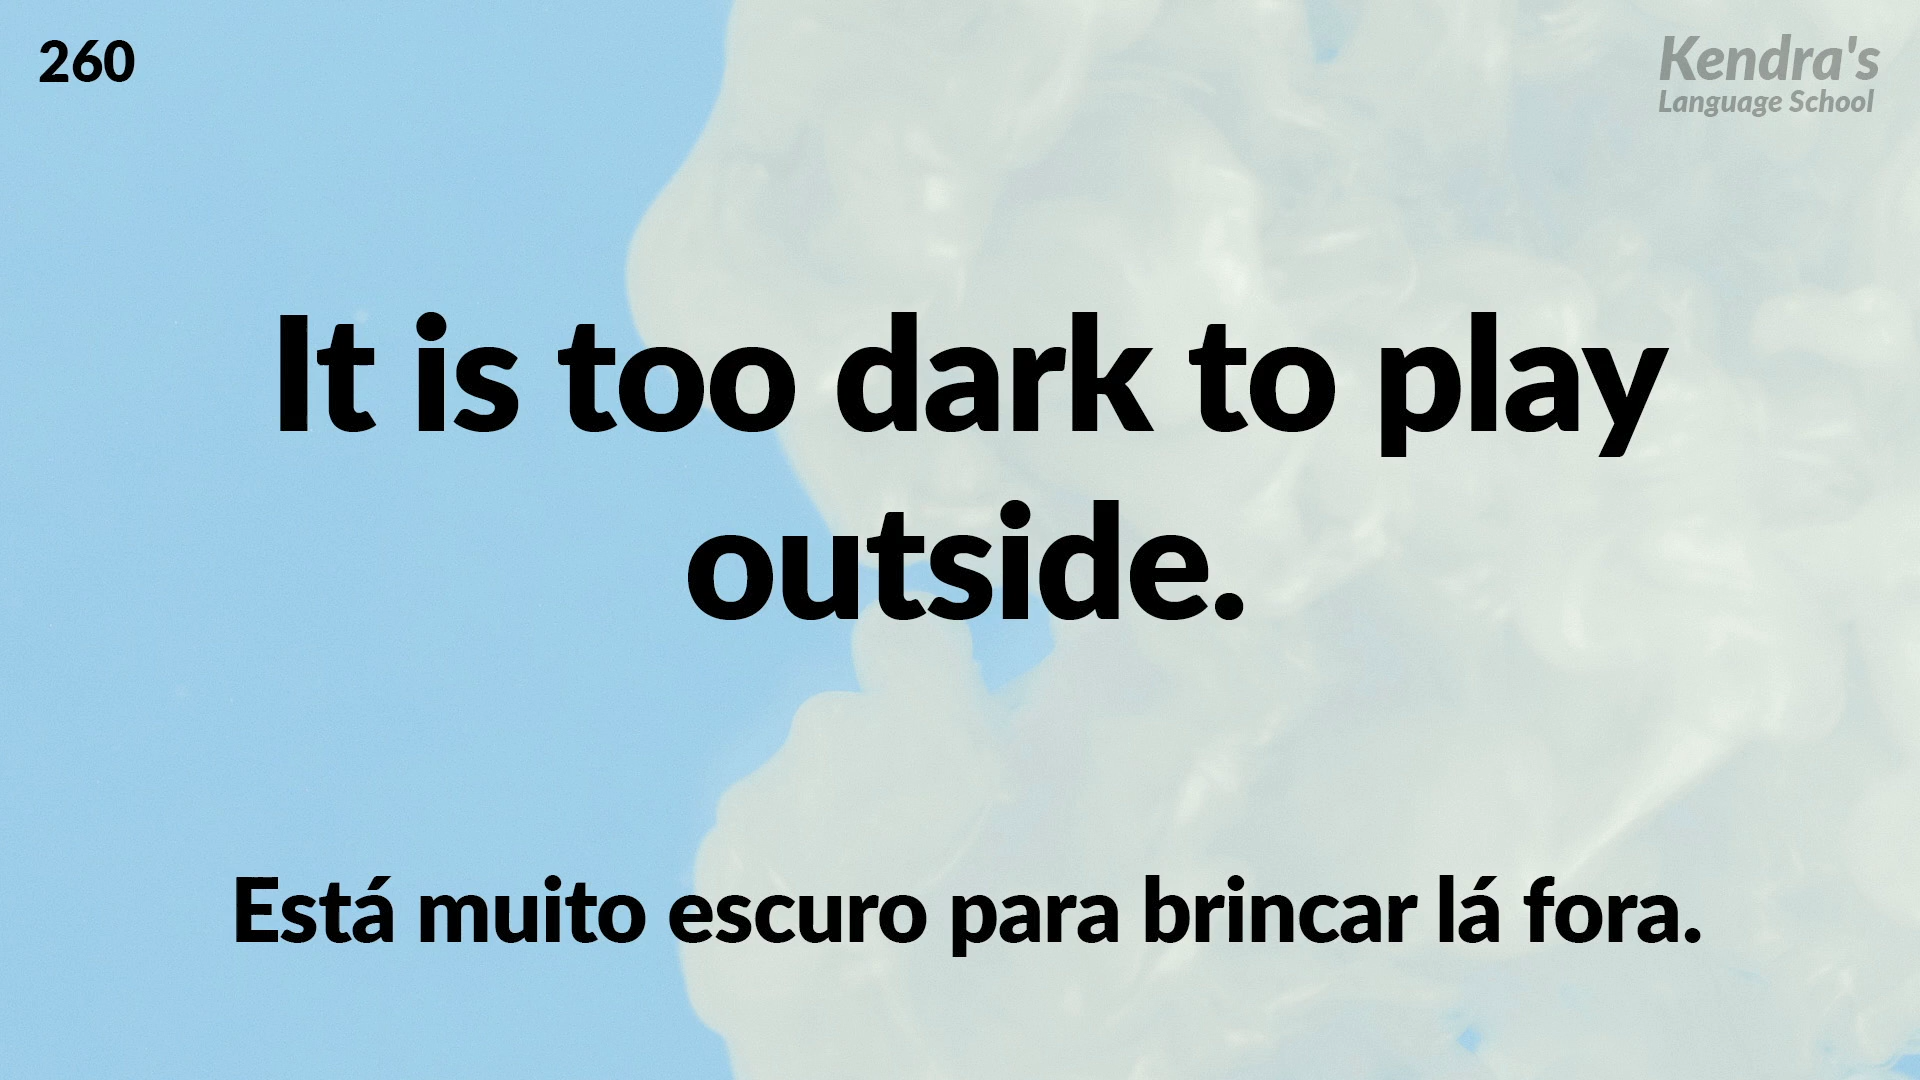 260
Kendra's
Language School
It is too dark to play
outside.
Está muito escuro para brincar lá fora.